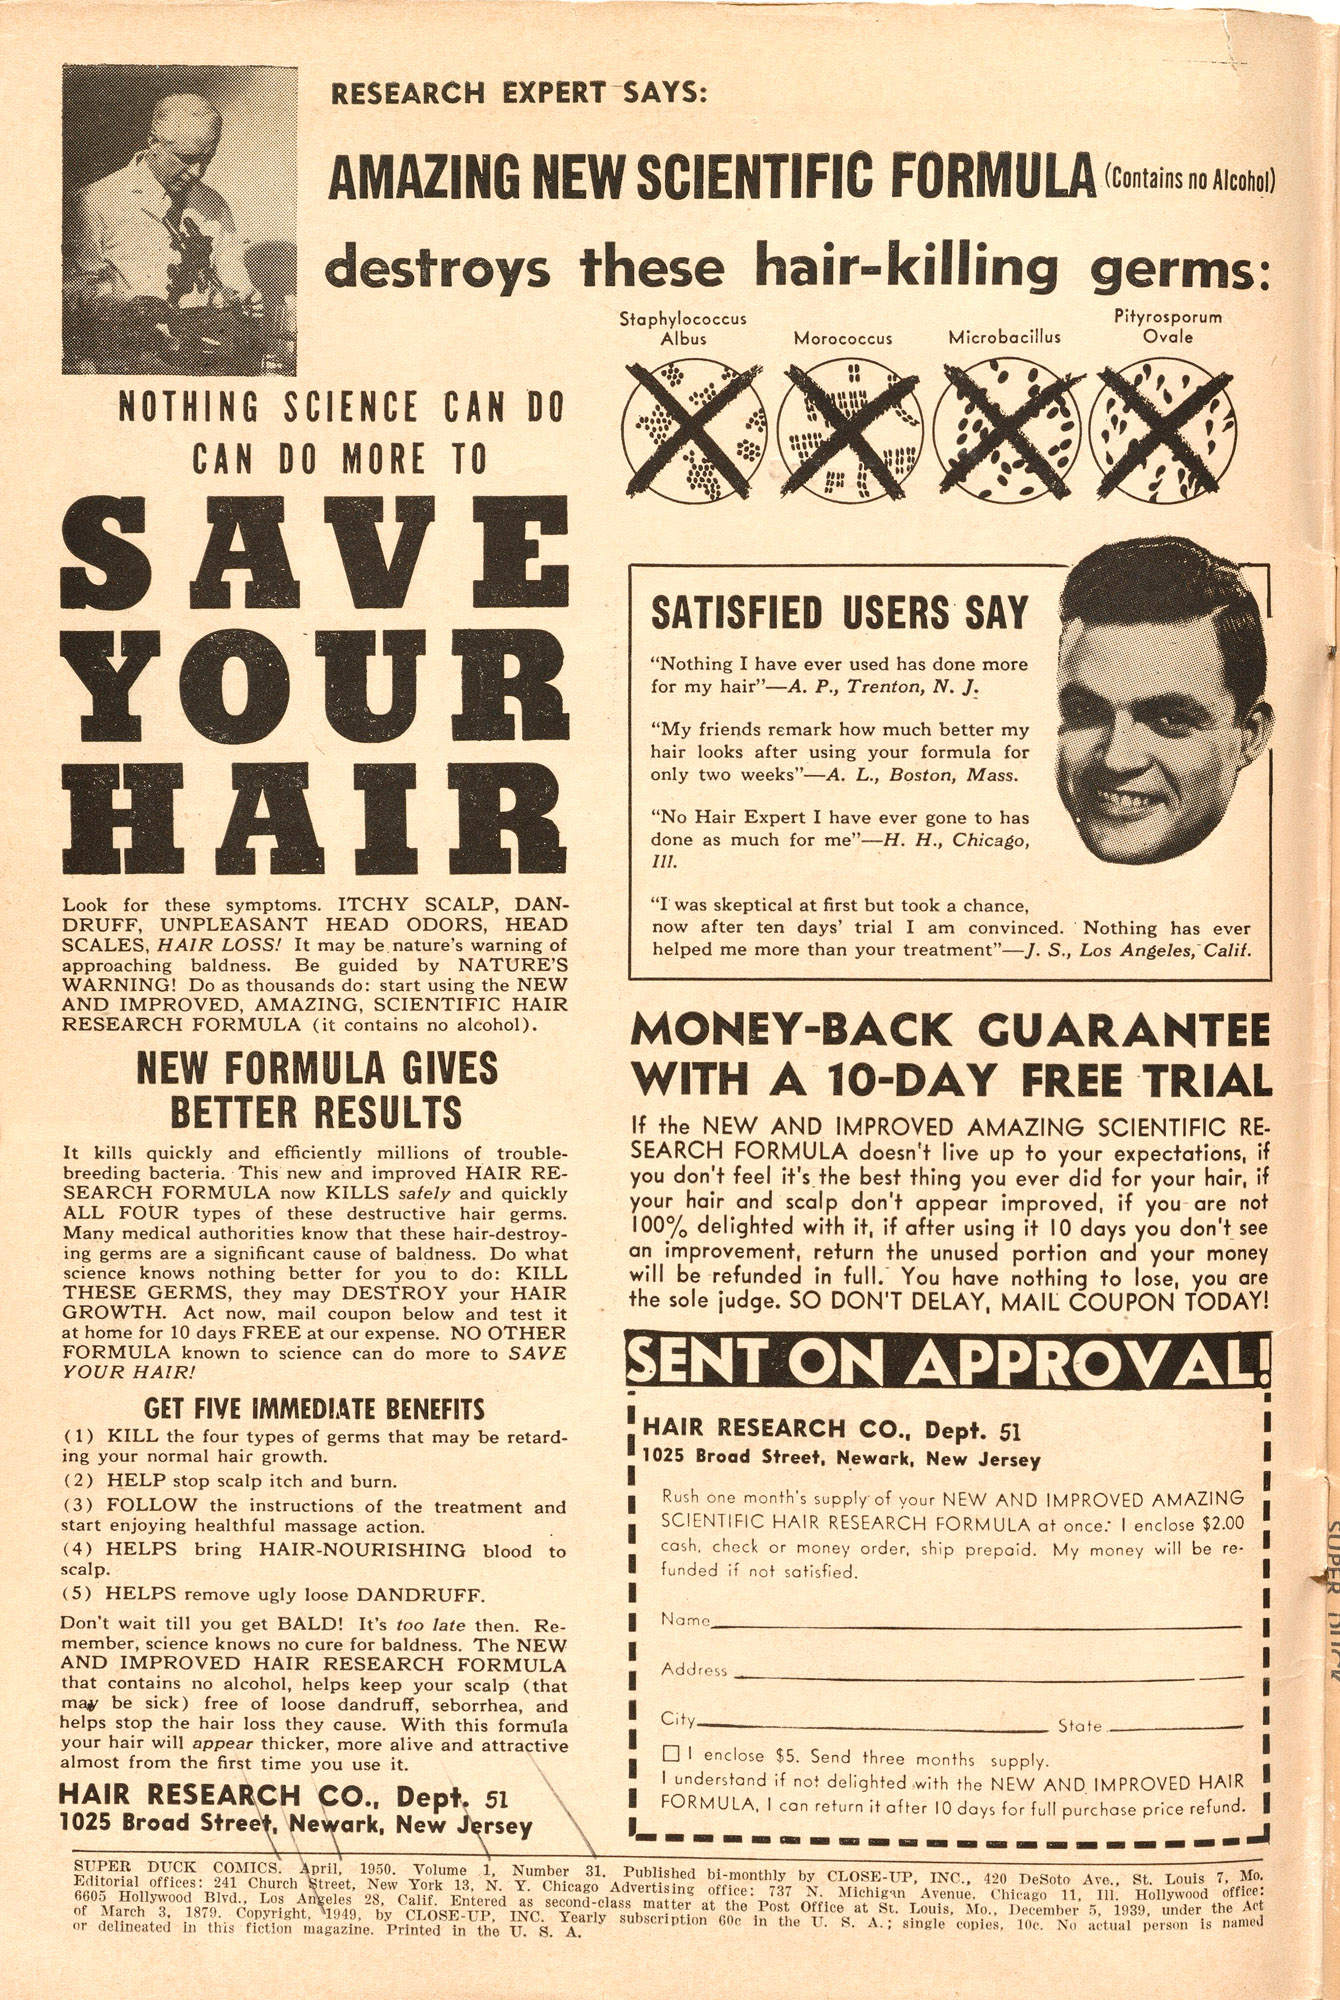 RESEARCH EXPERT SAYS:
AMAZING NEW SCIENTIFIC FORMULA (Contains no Alcohol)
destroys these hair-killing germs:
Staphylococcus
Albus
Morococcus
Microbacillus
Pityrosporum
Ovale
NOTHING SCIENCE CAN DO
CAN DO MORE TO
SAVE
YOUR
HAIR
Look for these symptoms. ITCHY SCALP, DAN-
DRUFF, UNPLEASANT HEAD ODORS, HEAD
SCALES, HAIR LOSS! It may be nature's warning of
approaching baldness. Be guided by NATURE'S
WARNING! Do as thousands do: start using the NEW
AND IMPROVED, AMAZING, SCIENTIFIC HAIR
RESEARCH FORMULA (it contains no alcohol).
NEW FORMULA GIVES
BETTER RESULTS
It kills quickly and efficiently millions of trouble-
breeding bacteria. This new and improved HAIR RE-
SEARCH FORMULA now KILLS safely and quickly
ALL FOUR types of these destructive hair germs.
Many medical authorities know that these hair-destroy-
ing germs are a significant cause of baldness. Do what
science knows nothing better for you to do: KILL
THESE GERMS, they may DESTROY your HAIR
GROWTH. Act now, mail coupon below and test it
at home for 10 days FREE at our expense. NO OTHER
FORMULA known to science can do more to SAVE
YOUR HAIR!
GET FIVE IMMEDIATE BENEFITS
(1) KILL the four types of germs that may be retard-
ing your normal hair growth.
(2) HELP stop scalp itch and burn.
(3) FOLLOW the instructions of the treatment and
start enjoying healthful massage action.
(4) HELPS bring HAIR-NOURISHING blood to
scalp.
(5) HELPS remove ugly loose DANDRUFF.
Don't wait till you get BALD! It's too late then. Re-
member, science knows no cure for baldness. The NEW
AND IMPROVED HAIR RESEARCH FORMULA
that contains no alcohol, helps keep your scalp (that
may be sick) free of loose dandruff, seborrhea, and
helps stop the hair loss they cause. With this formula
your hair will appear thicker, more alive and attractive
almost from the first time you use it.
HAIR RESEARCH CO., Dept. 51
1025 Broad Street, Newark, New Jersey
SATISFIED USERS SAY
"Nothing I have ever used has done more
for my hair"—A. P., Trenton, N. J.
"My friends remark how much better my
hair looks after using your formula for
only two weeks"—A. L., Boston, Mass.
"No Hair Expert I have ever gone to has
done as much for me"—H. H., Chicago,
Ill.
"I was skeptical at first but took a chance,
now after ten days' trial I am convinced. Nothing has ever
helped me more than your treatment"—J. S., Los Angeles, Calif.
MONEY-BACK GUARANTEE
WITH A 10-DAY FREE TRIAL
If the NEW AND IMPROVED AMAZING SCIENTIFIC RE-
SEARCH FORMULA doesn't live up to your expectations, if
you don't feel it's the best thing you ever did for your hair, if
your hair and scalp don't appear improved, if you are not
100% delighted with it, if after using it 10 days you don't see
an improvement, return the unused portion and your money
will be refunded in full. You have nothing to lose, you are
the sole judge. SO DON'T DELAY, MAIL COUPON TODAY!
SENT ON APPROVAL!
HAIR RESEARCH CO., Dept. 51
1025 Broad Street, Newark, New Jersey
Rush one month's supply of your NEW AND IMPROVED AMAZING
SCIENTIFIC HAIR RESEARCH FORMULA at once. I enclose $2.00
cash, check or money order, ship prepaid. My money will be re-
funded if not satisfied.
Name
Address
City State
☐ I enclose $5. Send three months supply.
I understand if not delighted with the NEW AND IMPROVED HAIR
FORMULA, I can return it after 10 days for full purchase price refund.
SUPER DUCK COMICS. April, 1950. Volume 1, Number 31. Published bi-monthly by CLOSE-UP, INC., 420 DeSoto Ave., St. Louis 7, Mo.
Editorial offices: 241 Church Street, New York 13, N. Y. Chicago Advertising office: 737 N. Michigan Avenue, Chicago 11, Ill. Hollywood office:
6605 Hollywood Blvd., Los Angeles 28, Calif. Entered as second-class matter at the Post Office at St. Louis, Mo., December 5, 1939, under the Act
of March 3, 1879. Copyright, 1949, by CLOSE-UP, INC. Yearly subscription 60c in the U. S. A.; single copies, 10c. No actual person is named
or delineated in this fiction magazine. Printed in the U. S. A.
SUPER